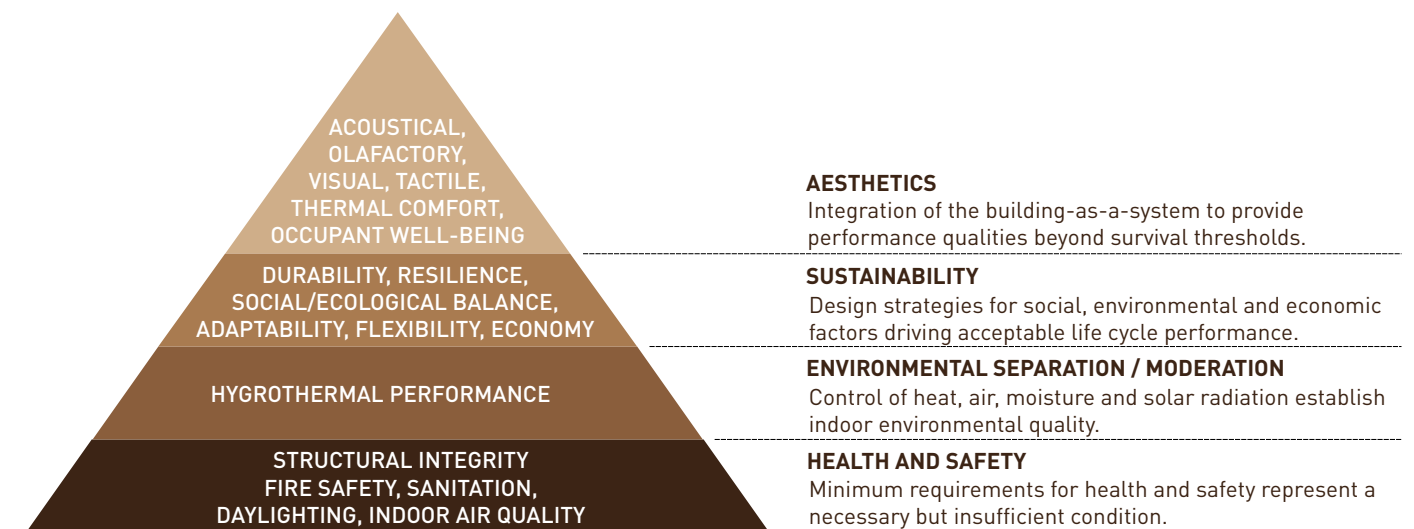 ACOUSTICAL,
OLAFACTORY,
VISUAL, TACTILE,
THERMAL COMFORT,
OCCUPANT WELL-BEING
AESTHETICS
Integration of the building-as-a-system to provide
performance qualities beyond survival thresholds.
DURABILITY, RESILIENCE,
SOCIAL/ECOLOGICAL BALANCE,
ADAPTABILITY, FLEXIBILITY, ECONOMY
SUSTAINABILITY
Design strategies for social, environmental and economic
factors driving acceptable life cycle performance.
HYGROTHERMAL PERFORMANCE
ENVIRONMENTAL SEPARATION / MODERATION
Control of heat, air, moisture and solar radiation establish
indoor environmental quality.
STRUCTURAL INTEGRITY
FIRE SAFETY, SANITATION,
DAYLIGHTING, INDOOR AIR QUALITY
HEALTH AND SAFETY
Minimum requirements for health and safety represent a
necessary but insufficient condition.